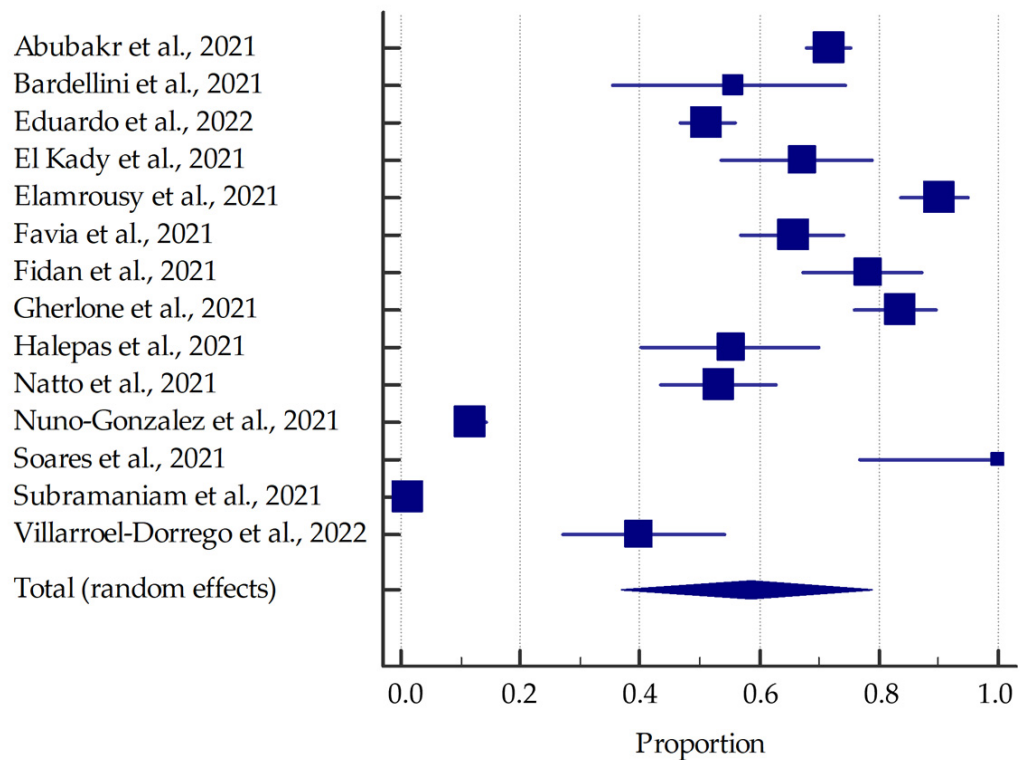 Abubakr et al., 2021
Bardellini et al., 2021
Eduardo et al., 2022
El Kady et al., 2021
Elamrousy et al., 2021
Favia et al., 2021
Fidan et al., 2021
Gherlone et al., 2021
Halepas et al., 2021
Natto et al., 2021
Nuno-Gonzalez et al., 2021
Soares et al., 2021
Subramaniam et al., 2021
Villarroel-Dorrego et al., 2022
Total (random effects)
0.0 0.2 0.4 0.6 0.8 1.0
Proportion